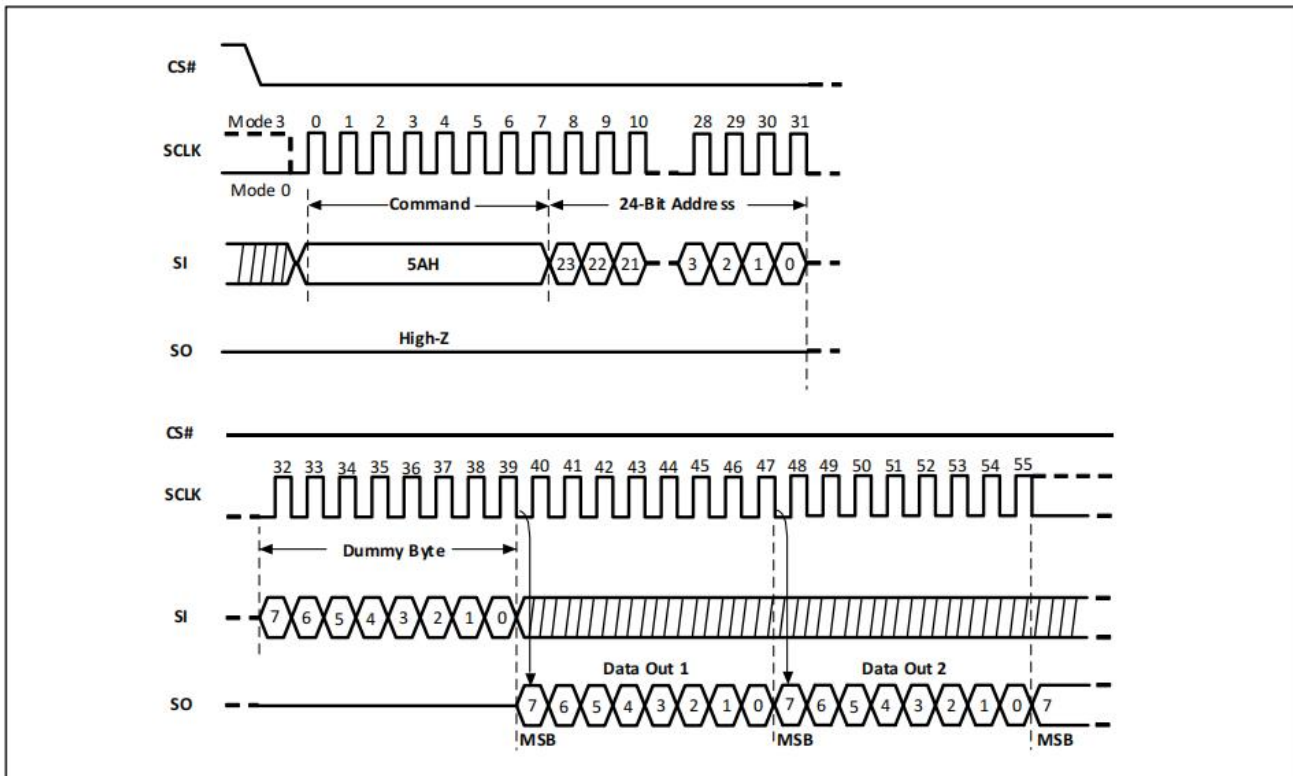 CS#
Mode 3 0 1 2 3 4 5 6 7 8 9 10 28 29 30 31
SCLK
Mode 0
Command 24-Bit Address
SI 5AH 23 22 21 3 2 1 0
High-Z
SO
CS#
32 33 34 35 36 37 38 39 40 41 42 43 44 45 46 47 48 49 50 51 52 53 54 55
SCLK
Dummy Byte
SI 7 6 5 4 3 2 1 0
Data Out 1 Data Out 2
SO 7 6 5 4 3 2 1 0 7 6 5 4 3 2 1 0 7
MSB MSB MSB